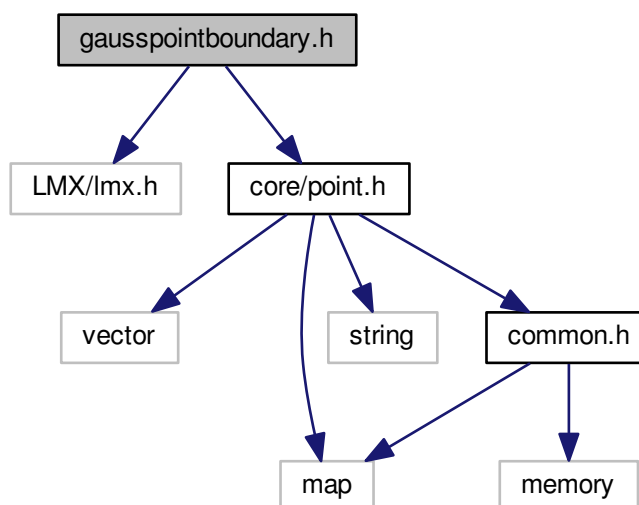 gausspointboundary.h
LMX/lmx.h
core/point.h
vector
string
common.h
map
memory